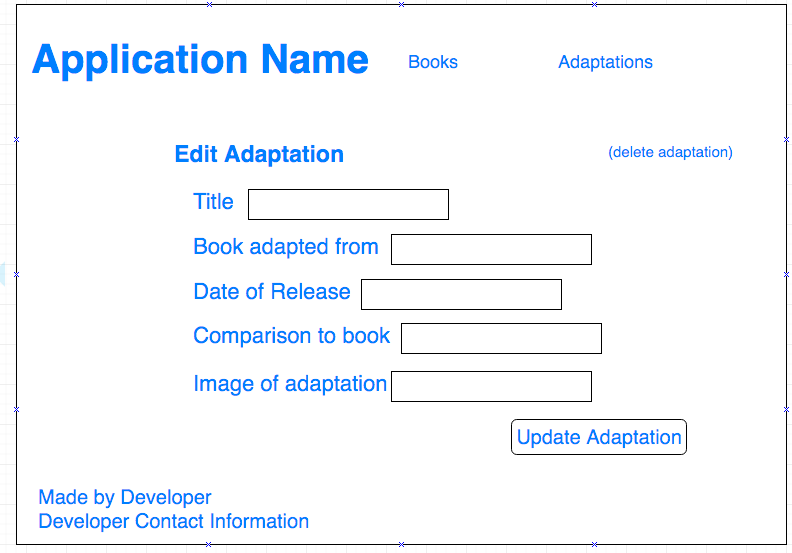 Application Name
Books
Adaptations
Edit Adaptation
(delete adaptation)
Title
Book adapted from
Date of Release
Comparison to book
Image of adaptation
Update Adaptation
Made by Developer
Developer Contact Information